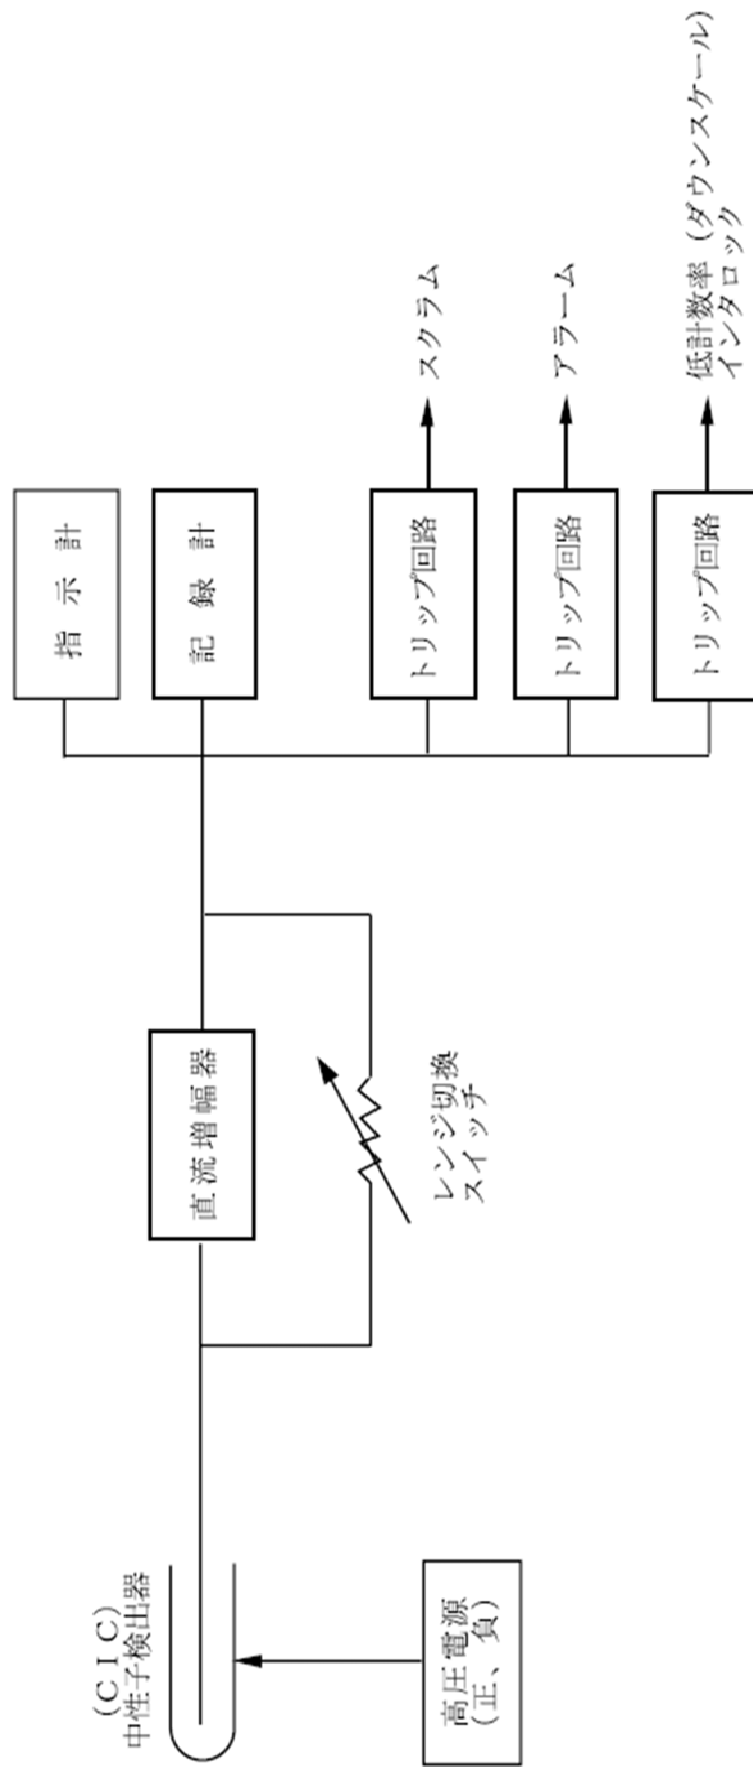 (CIC)
中性子検出器
高圧電源
(正、負)
直流増幅器
レンジ切換
スイッチ
指示計
記録計
トリップ回路
スクラム
トリップ回路
アラーム
トリップ回路
低計数率(ダウンスケール)
インタロック